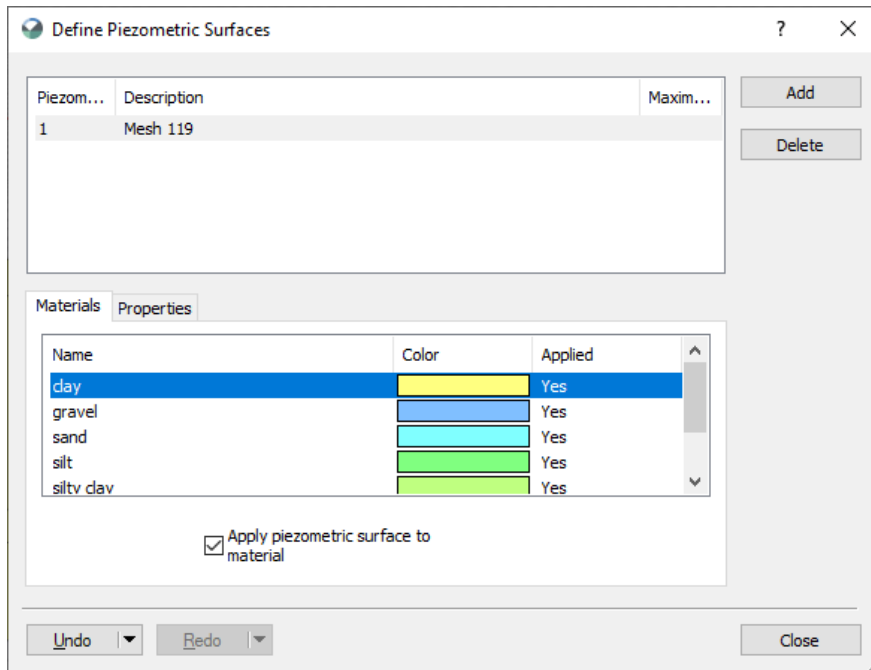 Define Piezometric Surfaces
?
Piezom... Description Maxim...
1 Mesh 119
Add
Delete
Materials Properties
Name Color Applied
clay Yes
gravel Yes
sand Yes
silt Yes
silty clay Yes
Apply piezometric surface to
material
Undo Redo Close